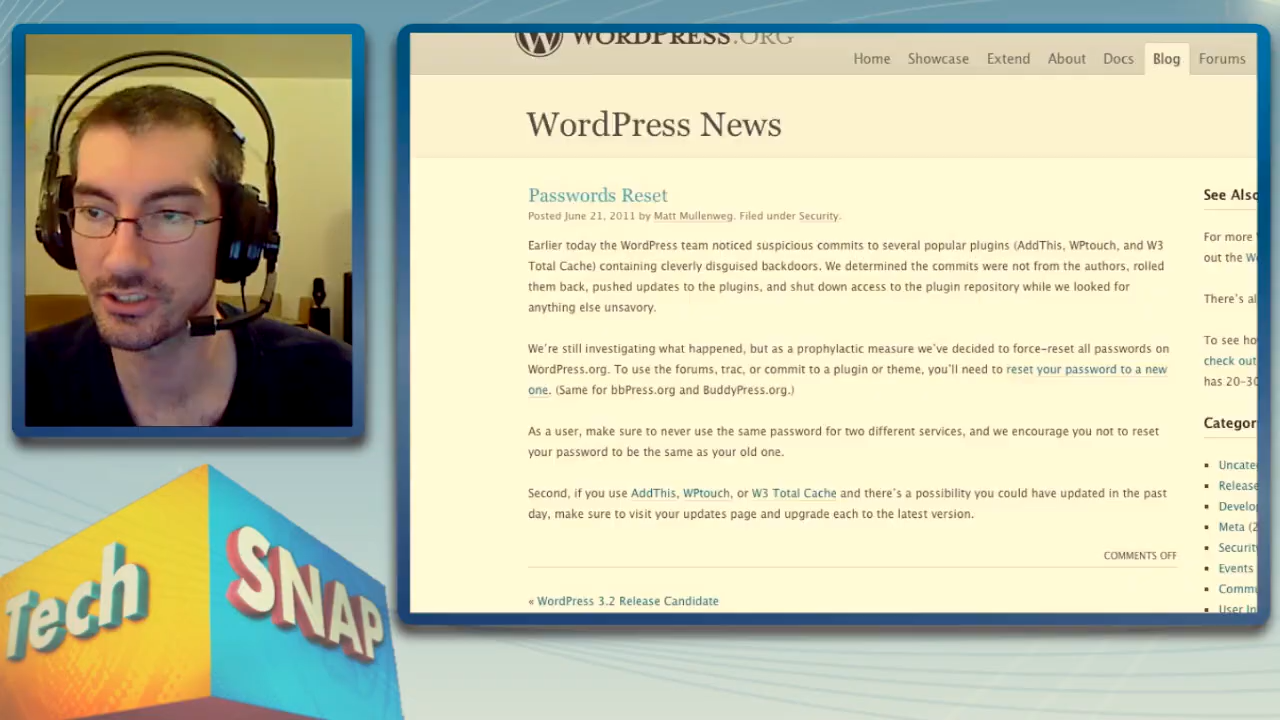 WORDPRESS.ORG
Home Showcase Extend About Docs Blog Forums
WordPress News
Passwords Reset
Posted June 21, 2011 by Matt Mullenweg. Filed under Security.
Earlier today the WordPress team noticed suspicious commits to several popular plugins (AddThis, WPtouch, and W3
Total Cache) containing cleverly disguised backdoors. We determined the commits were not from the authors, rolled
them back, pushed updates to the plugins, and shut down access to the plugin repository while we looked for
anything else unsavory.
We're still investigating what happened, but as a prophylactic measure we've decided to force-reset all passwords on
WordPress.org. To use the forums, trac, or commit to a plugin or theme, you'll need to reset your password to a new
one. (Same for bbPress.org and BuddyPress.org.)
As a user, make sure to never use the same password for two different services, and we encourage you not to reset
your password to be the same as your old one.
Second, if you use AddThis, WPtouch, or W3 Total Cache and there's a possibility you could have updated in the past
day, make sure to visit your updates page and upgrade each to the latest version.
COMMENTS OFF
« WordPress 3.2 Release Candidate
See Also
For more
out the
There's al
To see ho
check out
has 20-30
Categor
Uncate
Release
Develo
Meta (2
Securit
Events
Commu
User In
Tech
SNAP